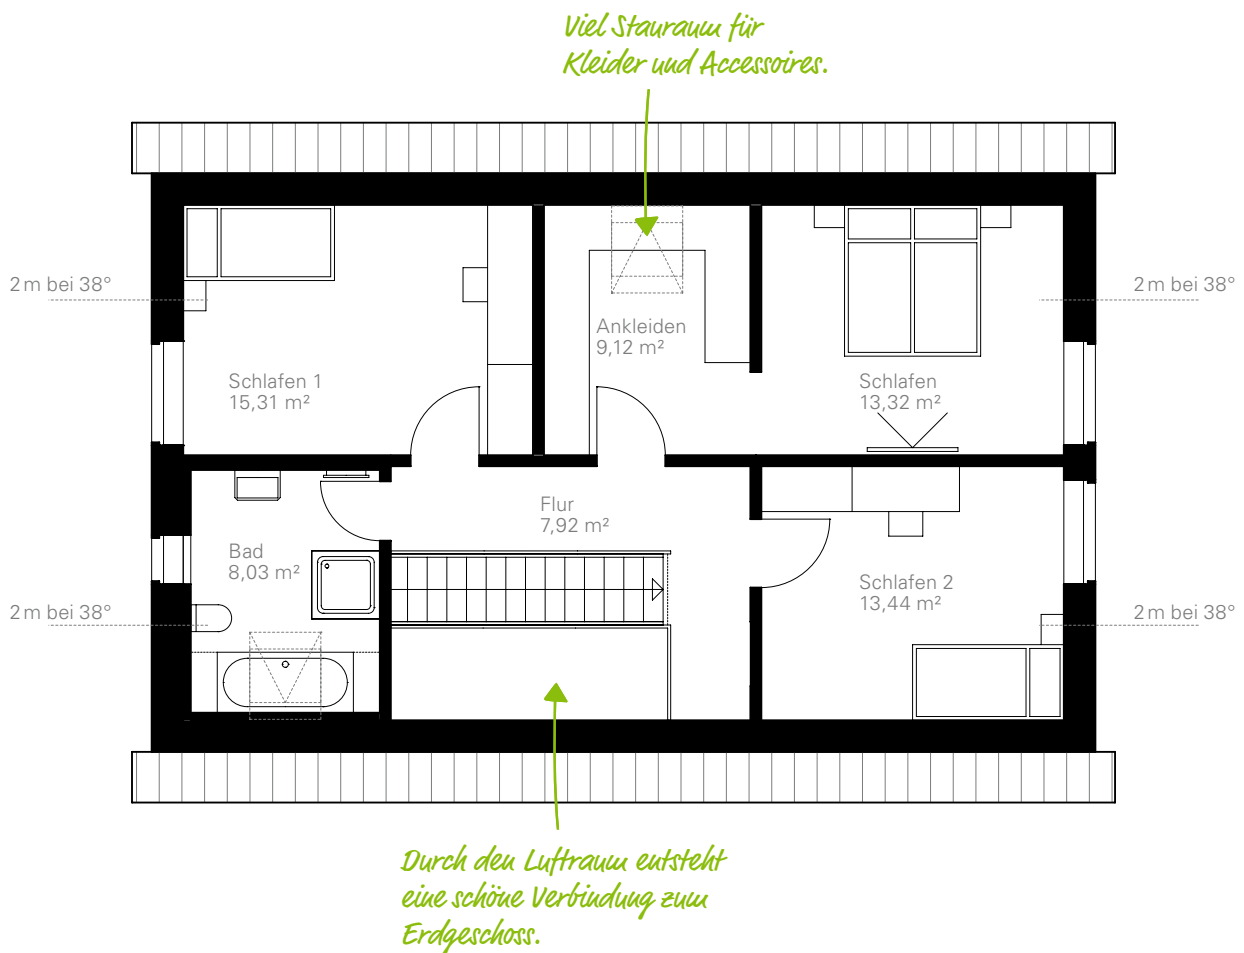 Viel Stauraum für
Kleider und Accessoires.
2 m bei 38°
2 m bei 38°
Ankleiden
9,12 m²
Schlafen 1
15,31 m²
Schlafen
13,32 m²
Flur
7,92 m²
Bad
8,03 m²
Schlafen 2
13,44 m²
2 m bei 38°
2 m bei 38°
Durch den Luftraum entsteht
eine schöne Verbindung zum
Erdgeschoss.